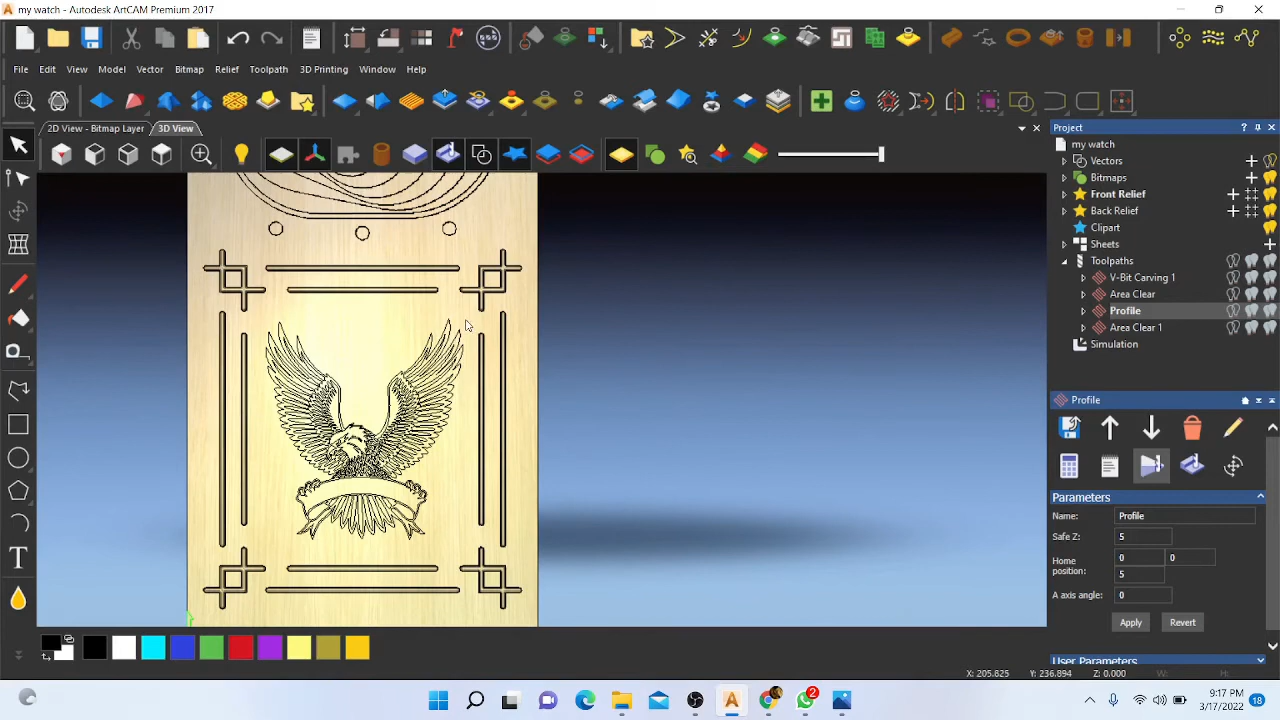 my watch - Autodesk ArtCAM Premium 2017
File Edit View Model Vector Bitmap Relief Toolpath 3D Printing Window Help
2D View - Bitmap Layer 3D View
Project
my watch
Vectors
Bitmaps
Front Relief
Back Relief
Clipart
Sheets
Toolpaths
V-Bit Carving 1
Area Clear
Profile
Area Clear 1
Simulation
Profile
Parameters
Name: Profile
Safe Z: 5
Home position: 0 0
5
A axis angle: 0
Apply Revert
User Parameters
X: 205.825 Y: 236.894 Z: 0.000 W: H:
2
9:17 PM
3/17/2022
18